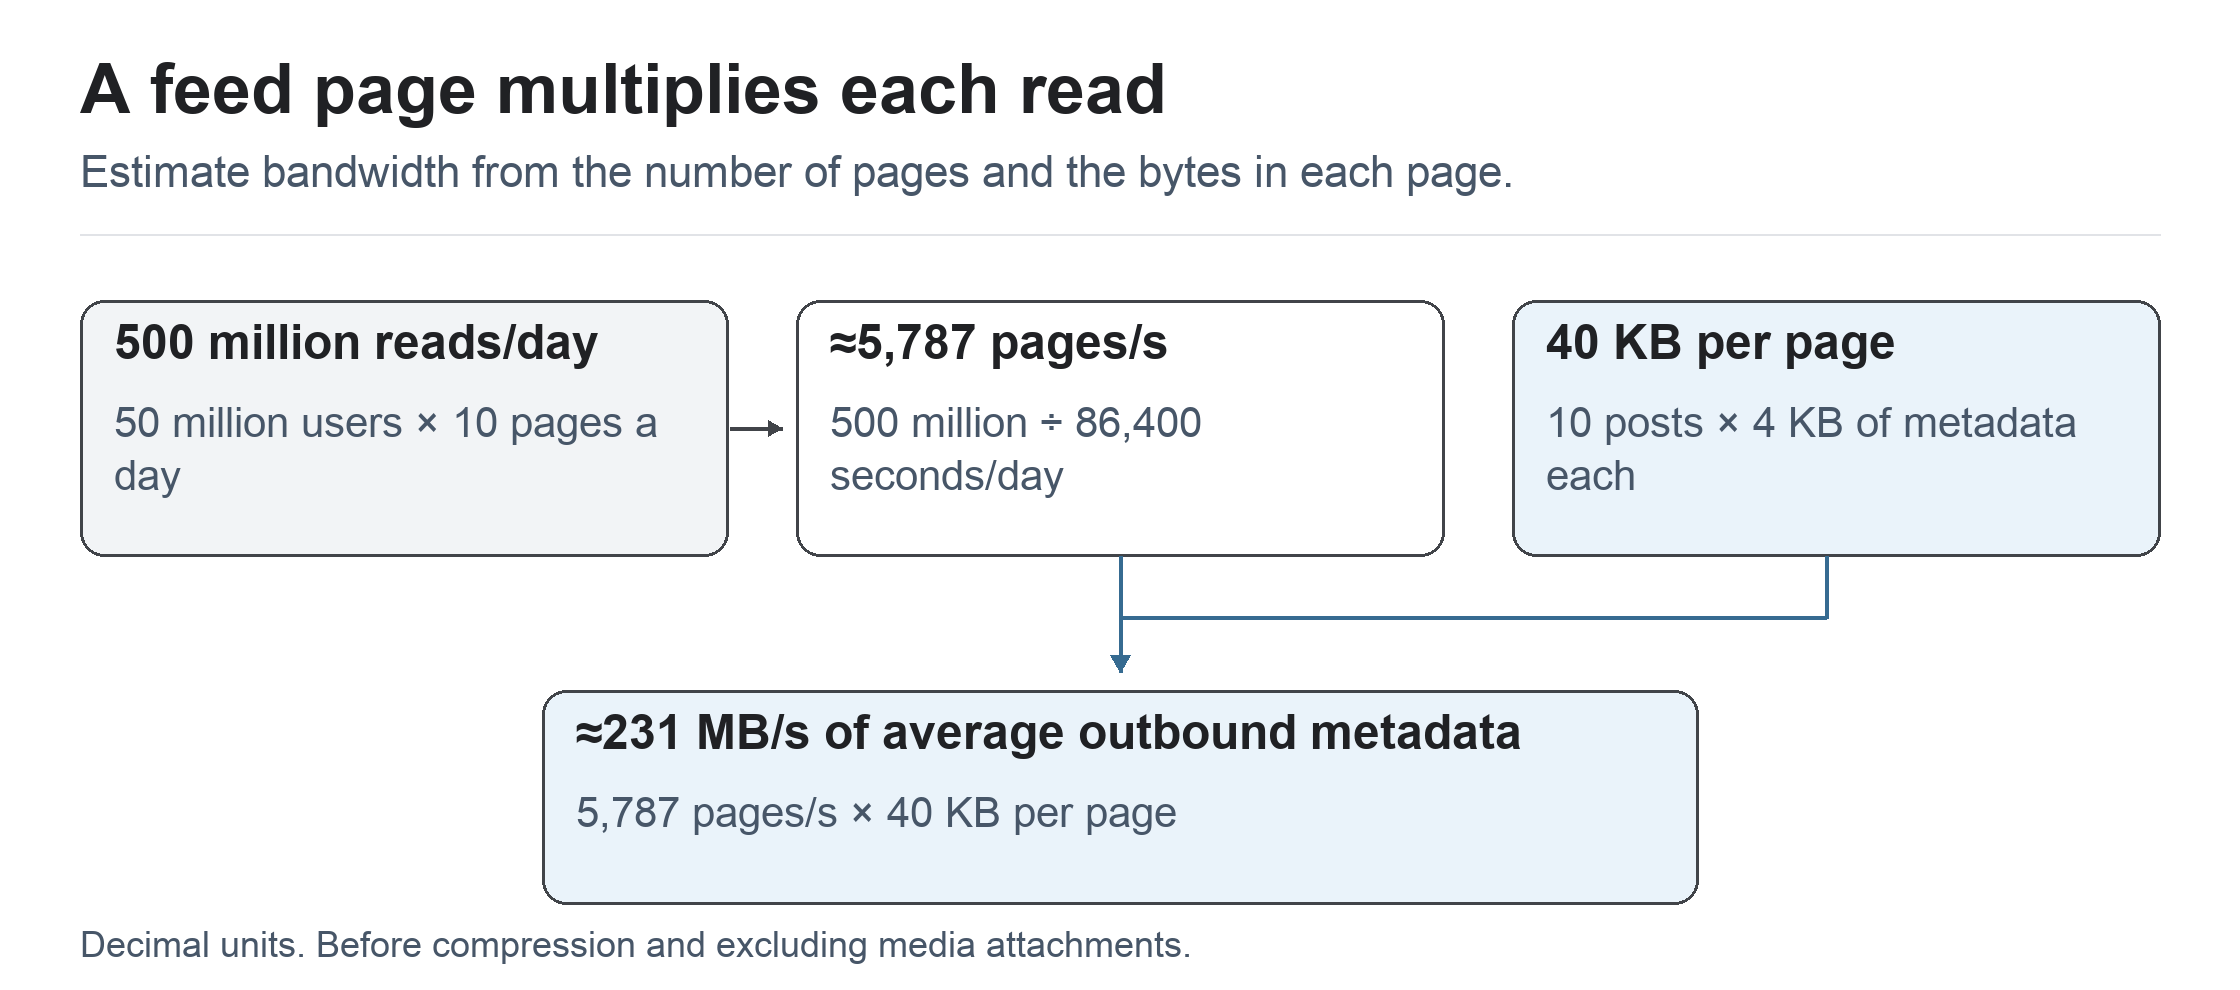 A feed page multiplies each read
Estimate bandwidth from the number of pages and the bytes in each page.
500 million reads/day
50 million users × 10 pages a
day
≈5,787 pages/s
500 million ÷ 86,400
seconds/day
40 KB per page
10 posts × 4 KB of metadata
each
≈231 MB/s of average outbound metadata
5,787 pages/s × 40 KB per page
Decimal units. Before compression and excluding media attachments.